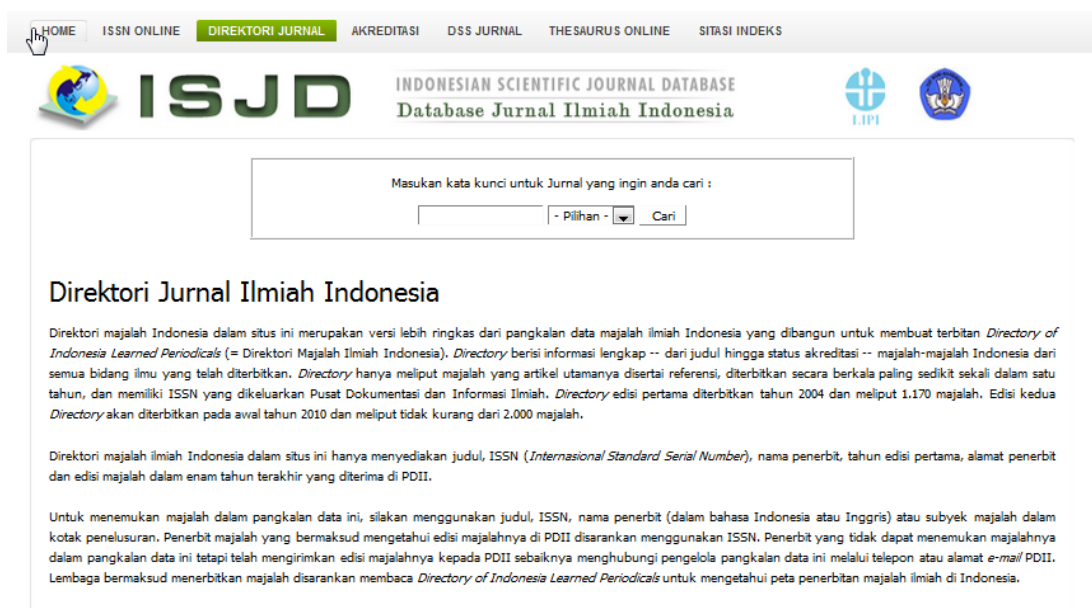 HOME ISSN ONLINE DIREKTORI JURNAL AKREDITASI DSS JURNAL THESAURUS ONLINE SITASI INDEKS
ISJD
INDONESIAN SCIENTIFIC JOURNAL DATABASE
Database Jurnal Ilmiah Indonesia
LIPI
Masukan kata kunci untuk Jurnal yang ingin anda cari :
- Pilihan - Cari
Direktori Jurnal Ilmiah Indonesia
Direktori majalah Indonesia dalam situs ini merupakan versi lebih ringkas dari pangkalan data majalah ilmiah Indonesia yang dibangun untuk membuat terbitan Directory of
Indonesia Learned Periodicals (= Direktori Majalah Ilmiah Indonesia). Directory berisi informasi lengkap -- dari judul hingga status akreditasi -- majalah-majalah Indonesia dari
semua bidang ilmu yang telah diterbitkan. Directory hanya meliput majalah yang artikel utamanya disertai referensi, diterbitkan secara berkala paling sedikit sekali dalam satu
tahun, dan memiliki ISSN yang dikeluarkan Pusat Dokumentasi dan Informasi Ilmiah. Directory edisi pertama diterbitkan tahun 2004 dan meliput 1.170 majalah. Edisi kedua
Directory akan diterbitkan pada awal tahun 2010 dan meliput tidak kurang dari 2.000 majalah.
Direktori majalah ilmiah Indonesia dalam situs ini hanya menyediakan judul, ISSN (Internasional Standard Serial Number), nama penerbit, tahun edisi pertama, alamat penerbit
dan edisi majalah dalam enam tahun terakhir yang diterima di PDII.
Untuk menemukan majalah dalam pangkalan data ini, silakan menggunakan judul, ISSN, nama penerbit (dalam bahasa Indonesia atau Inggris) atau subyek majalah dalam
kotak penelusuran. Penerbit majalah yang bermaksud mengetahui edisi majalahnya di PDII disarankan menggunakan ISSN. Penerbit yang tidak dapat menemukan majalahnya
dalam pangkalan data ini tetapi telah mengirimkan edisi majalahnya kepada PDII sebaiknya menghubungi pengelola pangkalan data ini melalui telepon atau alamat e-mail PDII.
Lembaga bermaksud menerbitkan majalah disarankan membaca Directory of Indonesia Learned Periodicals untuk mengetahui peta penerbitan majalah ilmiah di Indonesia.